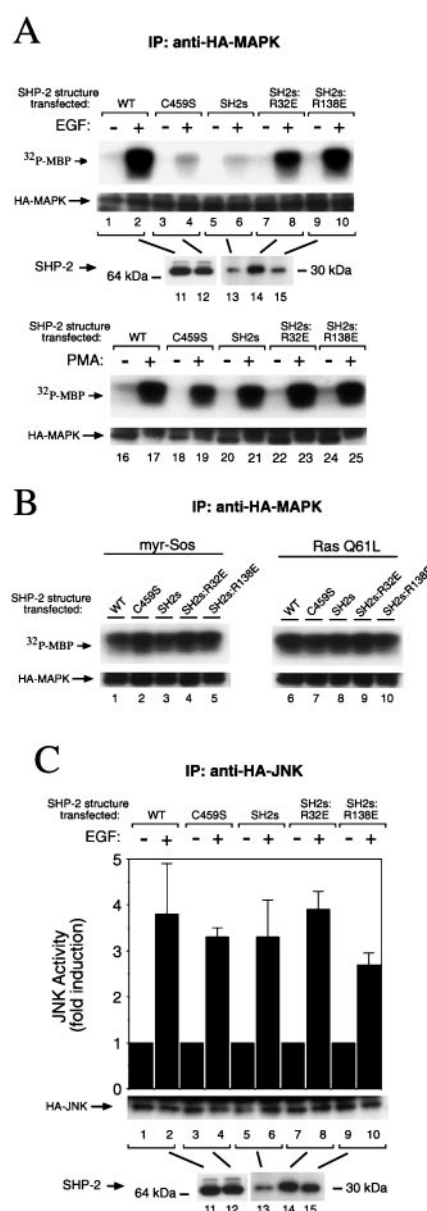 A
IP: anti-HA-MAPK
SHP-2 structure transfected: WT C459S SH2s SH2s:R32E SH2s:R138E
EGF: - + - + - + - + - +
32P-MBP
HA-MAPK
1 2 3 4 5 6 7 8 9 10
SHP-2 64 kDa 30 kDa
11 12 13 14 15
SHP-2 structure transfected: WT C459S SH2s SH2s:R32E SH2s:R138E
PMA: - + - + - + - + - +
32P-MBP
HA-MAPK
16 17 18 19 20 21 22 23 24 25
B
IP: anti-HA-MAPK
myr-Sos Ras Q61L
SHP-2 structure transfected: WT C459S SH2s SH2s:R32E SH2s:R138E WT C459S SH2s SH2s:R32E SH2s:R138E
32P-MBP
HA-MAPK
1 2 3 4 5 6 7 8 9 10
C
IP: anti-HA-JNK
SHP-2 structure transfected: WT C459S SH2s SH2s:R32E SH2s:R138E
EGF: - + - + - + - + - +
JNK Activity (fold induction)
5
4
3
2
1
0
HA-JNK
1 2 3 4 5 6 7 8 9 10
SHP-2 64 kDa 30 kDa
11 12 13 14 15